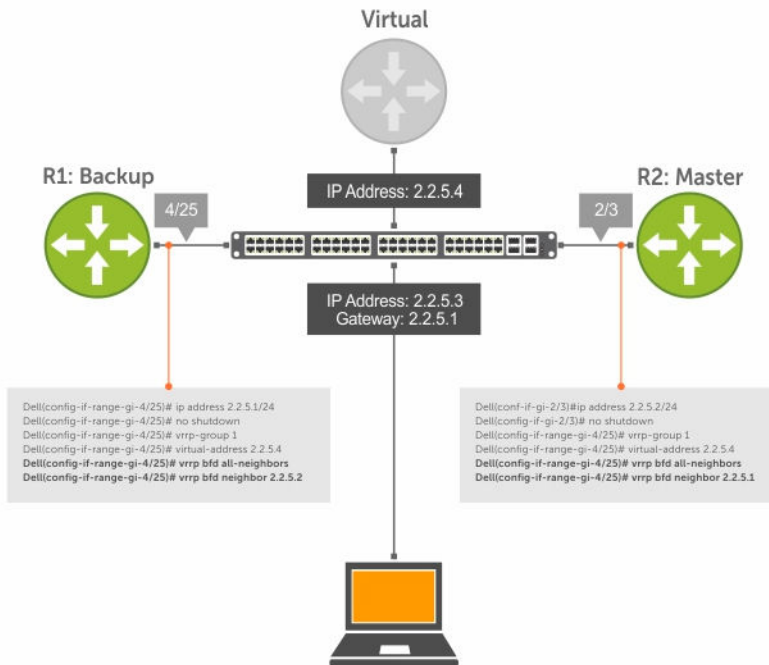 Virtual
R1: Backup
R2: Master
IP Address: 2.2.5.4
4/25
2/3
IP Address: 2.2.5.3
Gateway: 2.2.5.1
Dell(config-if-range-gi-4/25)# ip address 2.2.5.1/24
Dell(config-if-range-gi-4/25)# no shutdown
Dell(config-if-range-gi-4/25)# vrrp-group 1
Dell(config-if-range-gi-4/25)# virtual-address 2.2.5.4
Dell(config-if-range-gi-4/25)# vrrp bfd all-neighbors
Dell(config-if-range-gi-4/25)# vrrp bfd neighbor 2.2.5.2
Dell(conf-if-gi-2/3)#ip address 2.2.5.2/24
Dell(conf-if-gi-2/3)# no shutdown
Dell(config-if-range-gi-4/25)# vrrp-group 1
Dell(config-if-range-gi-4/25)# virtual-address 2.2.5.4
Dell(config-if-range-gi-4/25)# vrrp bfd all-neighbors
Dell(config-if-range-gi-4/25)# vrrp bfd neighbor 2.2.5.1